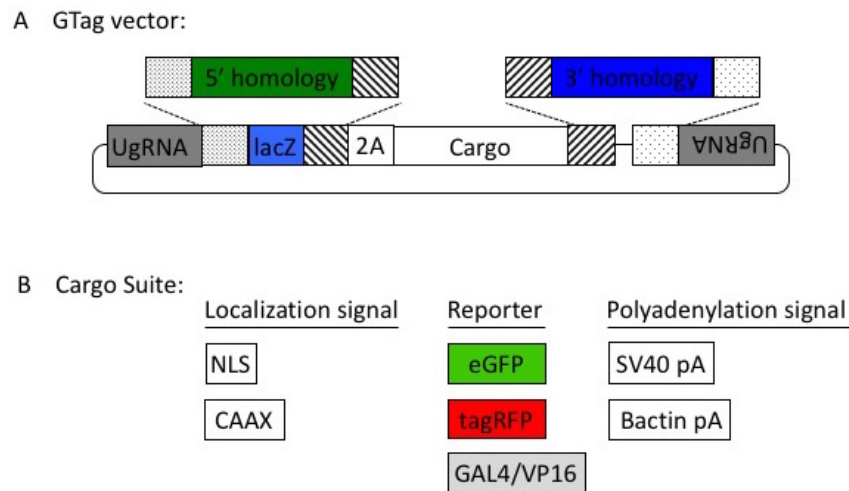 A GTag vector:
5' homology 3' homology
UgRNA lacZ 2A Cargo UgRNA
B Cargo Suite:
Localization signal Reporter Polyadenylation signal
NLS eGFP SV40 pA
CAAX tagRFP Bactin pA
GAL4/VP16